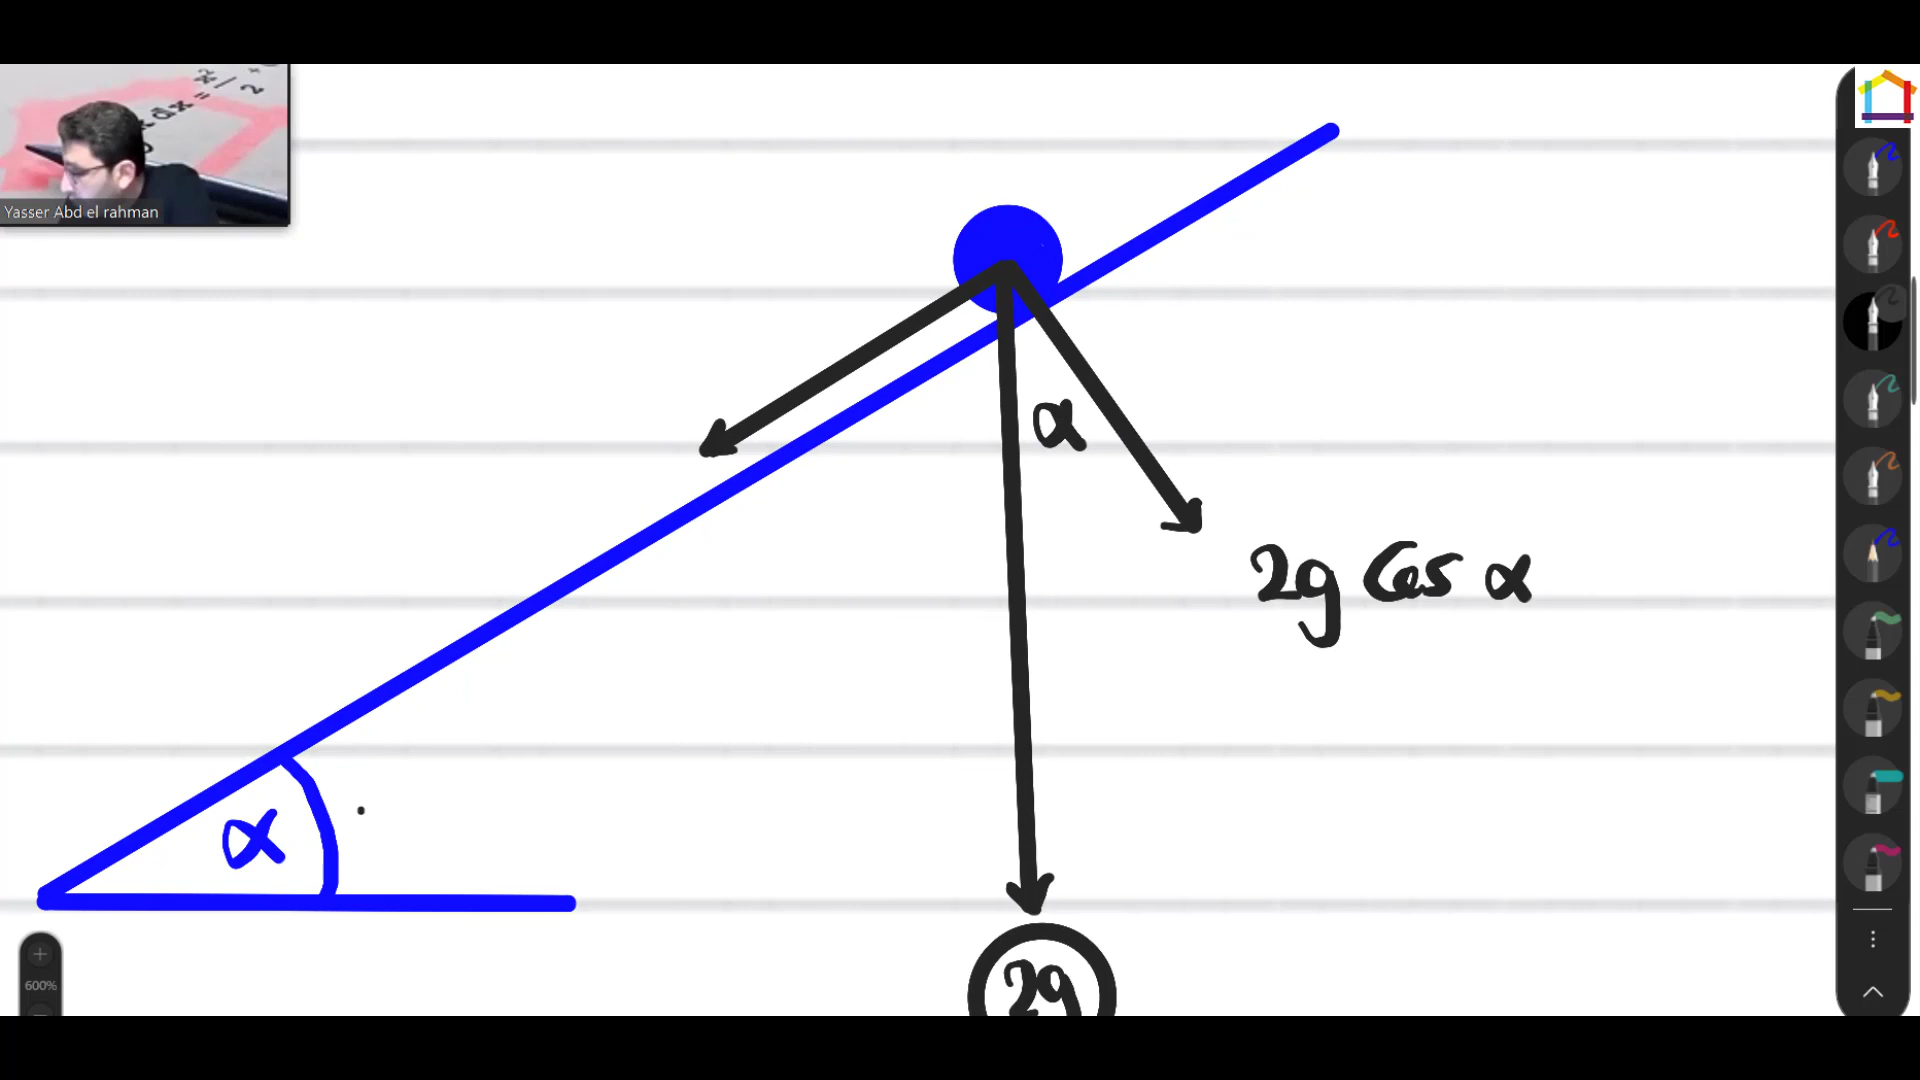 Yasser Abd el rahman
α
2g Cos α
α
2g
600%